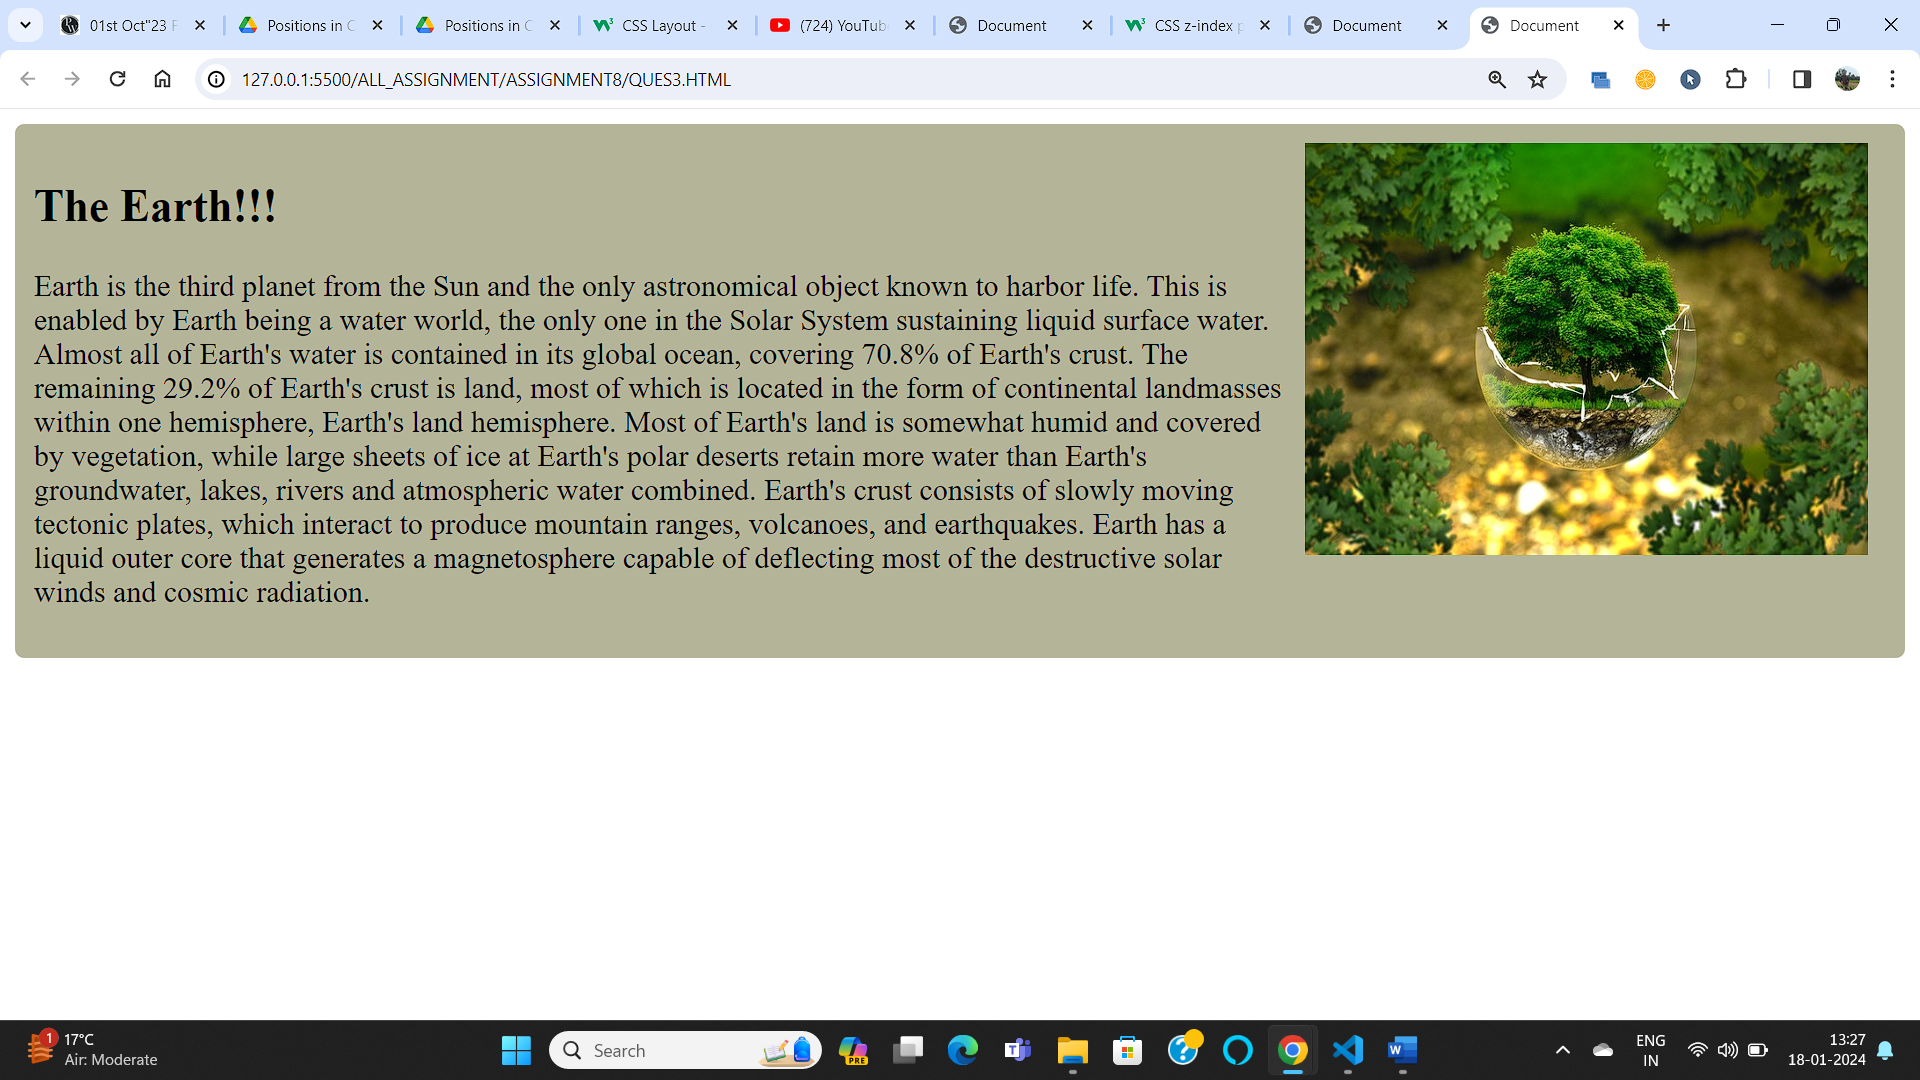 01st Oct"23 F
Positions in C
Positions in C
CSS Layout -
(724) YouTub
Document
CSS z-index p
Document
Document
127.0.0.1:5500/ALL_ASSIGNMENT/ASSIGNMENT8/QUES3.HTML
The Earth!!!
Earth is the third planet from the Sun and the only astronomical object known to harbor life. This is
enabled by Earth being a water world, the only one in the Solar System sustaining liquid surface water.
Almost all of Earth's water is contained in its global ocean, covering 70.8% of Earth's crust. The
remaining 29.2% of Earth's crust is land, most of which is located in the form of continental landmasses
within one hemisphere, Earth's land hemisphere. Most of Earth's land is somewhat humid and covered
by vegetation, while large sheets of ice at Earth's polar deserts retain more water than Earth's
groundwater, lakes, rivers and atmospheric water combined. Earth's crust consists of slowly moving
tectonic plates, which interact to produce mountain ranges, volcanoes, and earthquakes. Earth has a
liquid outer core that generates a magnetosphere capable of deflecting most of the destructive solar
winds and cosmic radiation.
1
17°C
Air: Moderate
Search
PRE
ENG
IN
13:27
18-01-2024